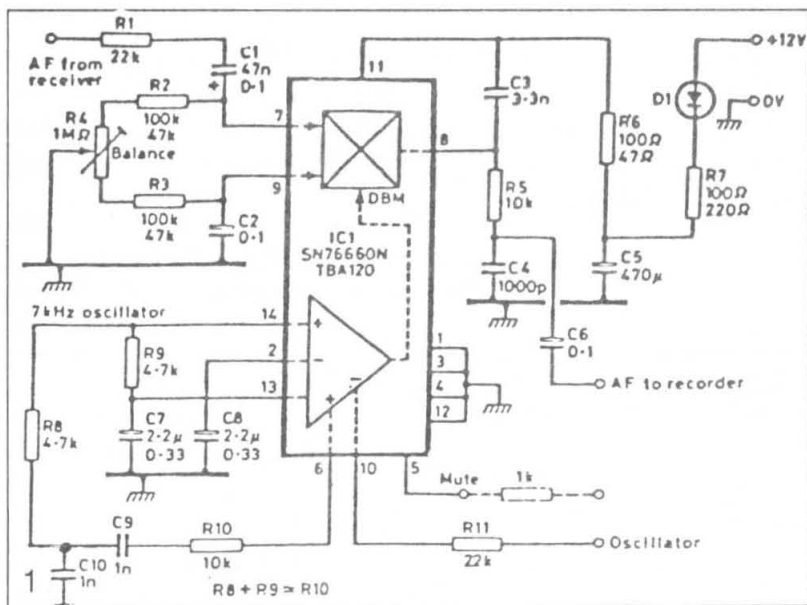 R1
22k
AF from
receiver
C1
47n
0·1
+
R2
100k
47k
R4
1MΩ
Balance
R3
100k
47k
C2
0·1
7
9
11
8
DBM
IC1
SN76660N
TBA120
C3
3·3n
R5
10k
C4
1000p
R6
100Ω
47Ω
D1
+12V
0V
R7
100Ω
220Ω
C5
470μ
C6
0·1
AF to recorder
1
3
4
12
7kHz oscillator
14
2
13
+
−
+
−
R9
4·7k
R8
4·7k
C7
2·2μ
0·33
C8
2·2μ
0·33
6
10
5
Mute
1k
R11
22k
Oscillator
C9
1n
R10
10k
C10
1n
1
R8 + R9 ≃ R10